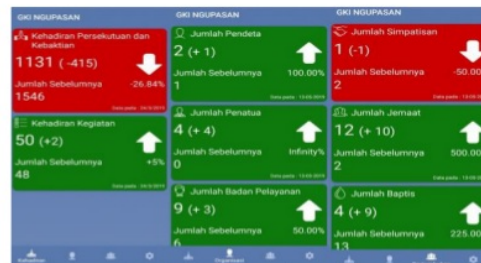 GKI NGUPASAN
Kehadiran Persekutuan dan
Kebaktian
1131 (-415)
Jumlah Sebelumnya
-26.84%
1546
Kehadiran Kegiatan
50 (+2)
Jumlah Sebelumnya
+5%
48
Kehadiran
GKI NGUPASAN
Jumlah Pendeta
2 (+ 1)
Jumlah Sebelumnya
100.00%
1
Jumlah Penatua
4 (+ 4)
Jumlah Sebelumnya
Infinity%
0
Jumlah Badan Pelayanan
9 (+ 3)
Jumlah Sebelumnya
50.00%
6
Organisasi
GKI NGUPASAN
Jumlah Simpatisan
1 (-1)
Jumlah Sebelumnya
-50.00
2
Jumlah Jemaat
12 (+ 10)
Jumlah Sebelumnya
500.00
2
Jumlah Baptis
4 (+ 9)
Jumlah Sebelumnya
225.00
13